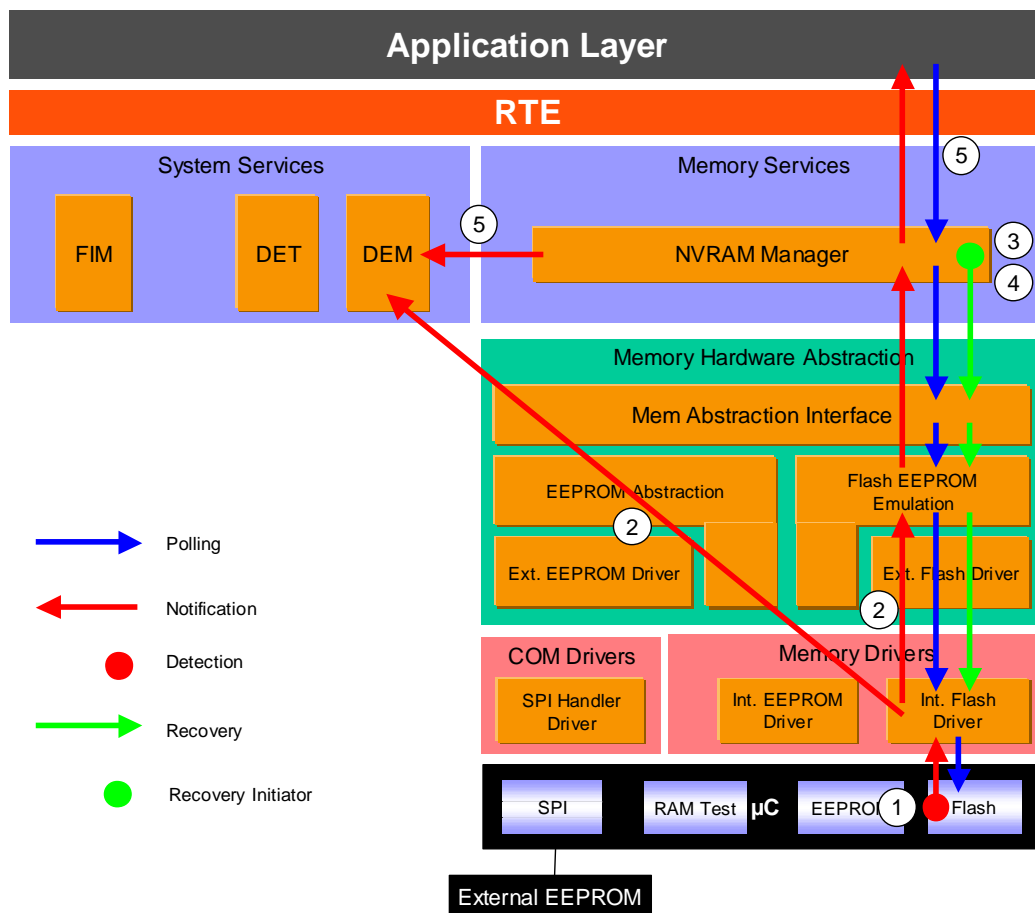 Application Layer
RTE
System Services
Memory Services
5
FIM
DET
DEM
5
NVRAM Manager
3
4
Memory Hardware Abstraction
Mem Abstraction Interface
EEPROM Abstraction
Flash EEPROM
Emulation
2
Ext. EEPROM Driver
Ext. Flash Driver
2
Polling
Notification
Detection
Recovery
Recovery Initiator
COM Drivers
Memory Drivers
SPI Handler
Driver
Int. EEPROM
Driver
Int. Flash
Driver
SPI
RAM Test
µC
EEPROM
1
Flash
External EEPROM